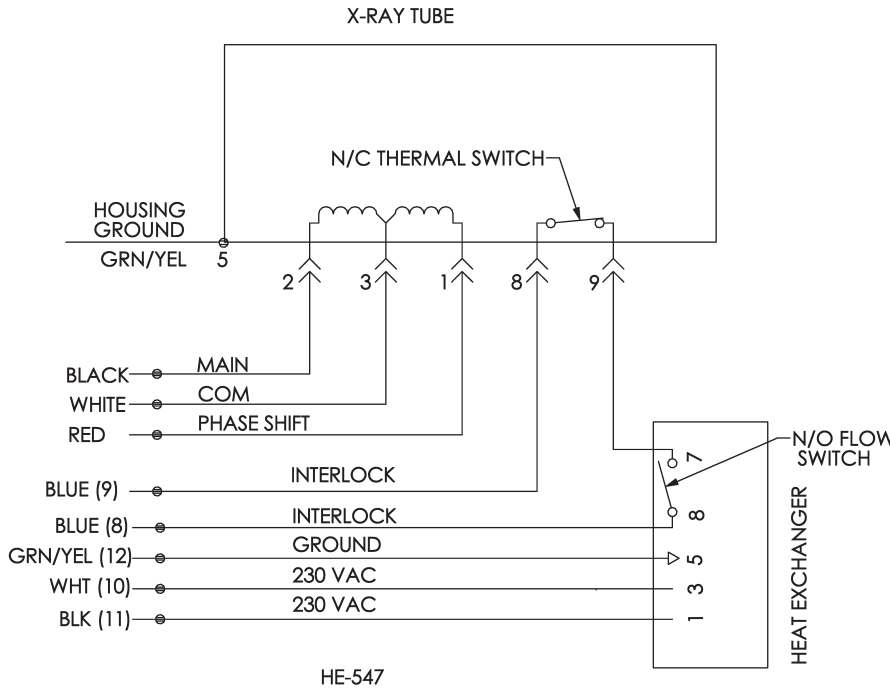 X-RAY TUBE
N/C THERMAL SWITCH
HOUSING
GROUND
GRN/YEL
5
2
3
1
8
9
BLACK
MAIN
WHITE
COM
RED
PHASE SHIFT
BLUE (9)
INTERLOCK
BLUE (8)
INTERLOCK
GRN/YEL (12)
GROUND
WHT (10)
230 VAC
BLK (11)
230 VAC
7
8
5
3
1
N/O FLOW
SWITCH
HEAT EXCHANGER
HE-547